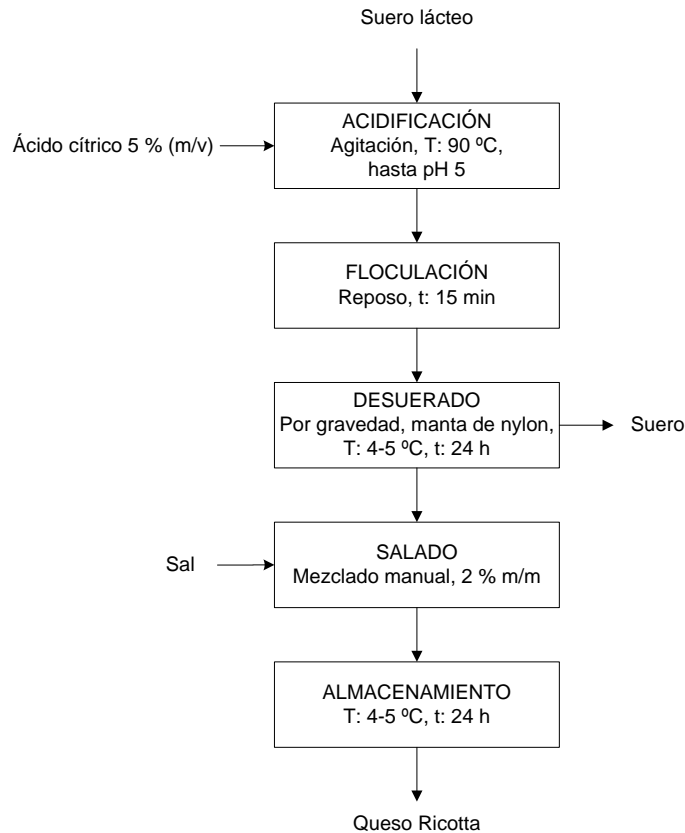 Suero lácteo
ACIDIFICACIÓN
Ácido cítrico 5 % (m/v)
Agitación, T: 90 ºC,
hasta pH 5
FLOCULACIÓN
Reposo, t: 15 min
DESUERADO
Por gravedad, manta de nylon,
T: 4-5 ºC, t: 24 h
Suero
SALADO
Sal
Mezclado manual, 2 % m/m
ALMACENAMIENTO
T: 4-5 ºC, t: 24 h
Queso Ricotta